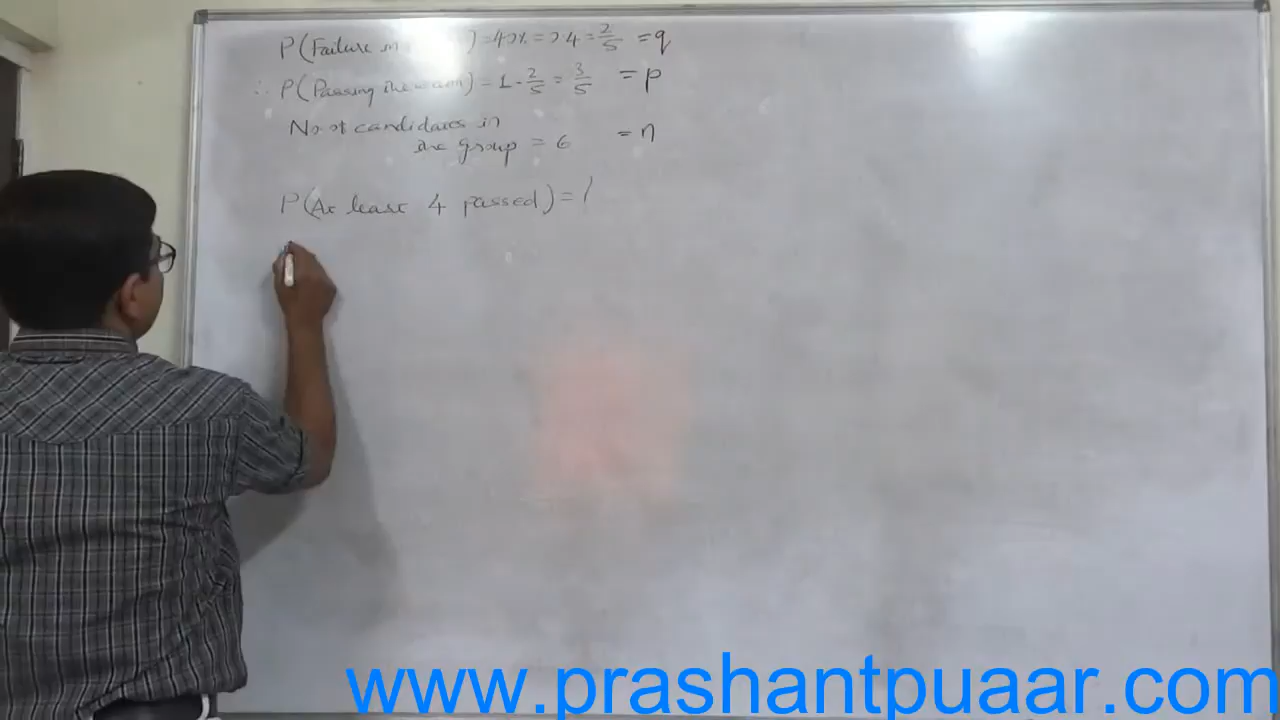 P(Failure in ) = 40% = 0.4 = 2/5 = q
∴ P(Passing the exam) = 1 - 2/5 = 3/5 = p
No of candidates in
the group = 6 = n
P(At least 4 passed) =
www.prashantpuaar.com